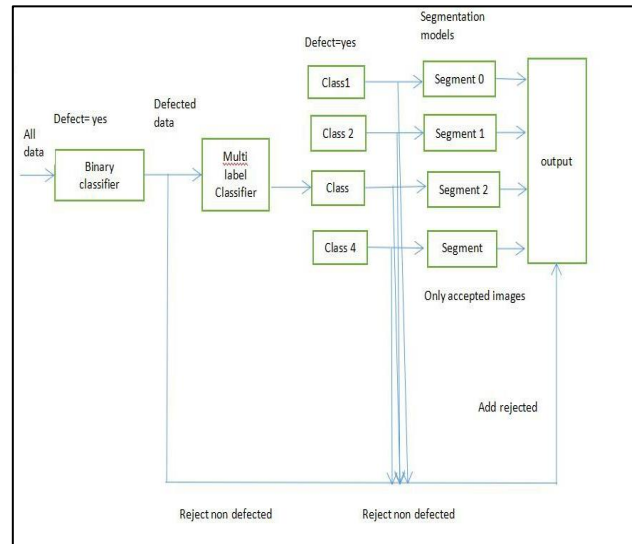 Segmentation
models
Defect=yes
Class1
Segment 0
Defect= yes
Defected
data
Class 2
Segment 1
All
data
Binary
classifier
Multi
label
Classifier
output
Class
Segment 2
Class 4
Segment
Only accepted images
Add rejected
Reject non defected
Reject non defected